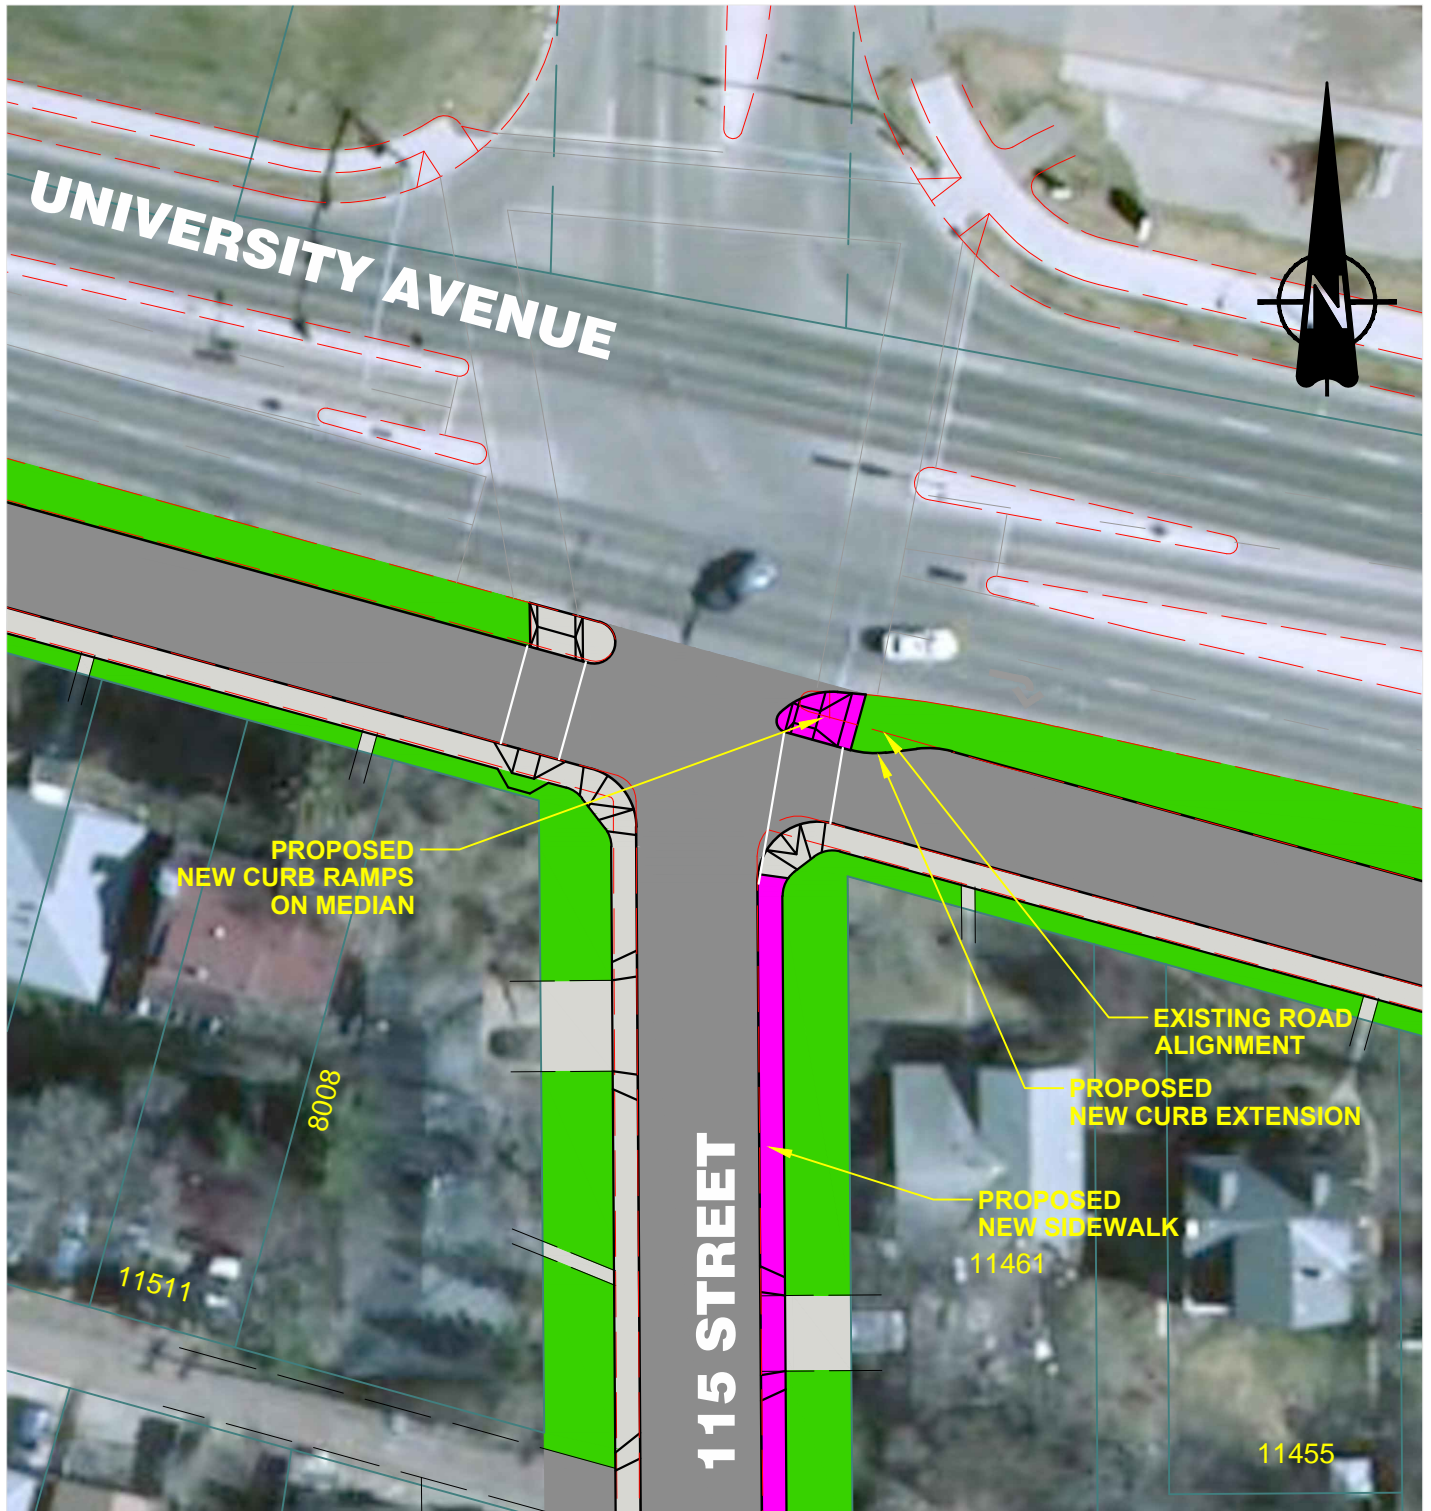 UNIVERSITY AVENUE
N
PROPOSED
NEW CURB RAMPS
ON MEDIAN
EXISTING ROAD
ALIGNMENT
PROPOSED
NEW CURB EXTENSION
8008
PROPOSED
NEW SIDEWALK
11461
11511
115 STREET
11455